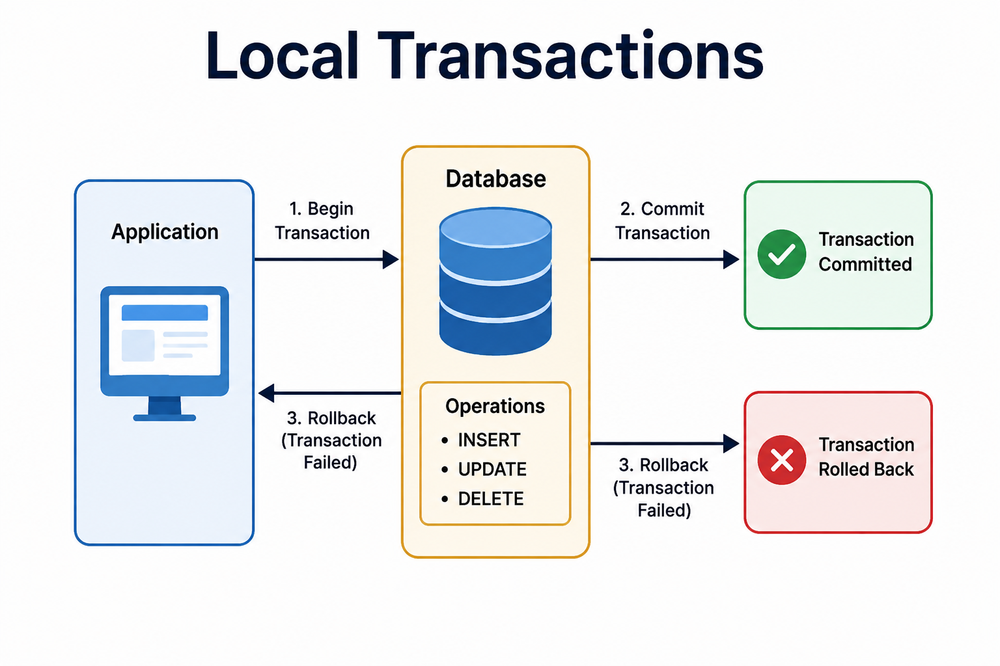 Local Transactions
Application
1. Begin
Transaction
Database
2. Commit
Transaction
Transaction
Committed
3. Rollback
(Transaction
Failed)
Operations
• INSERT
• UPDATE
• DELETE
3. Rollback
(Transaction
Failed)
Transaction
Rolled Back